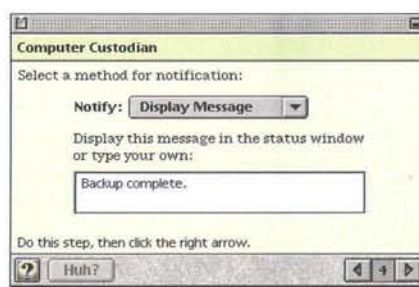 Computer Custodian
Select a method for notification:
Notify: Display Message
Display this message in the status window
or type your own:
Backup complete.
Do this step, then click the right arrow.
? Huh? 4